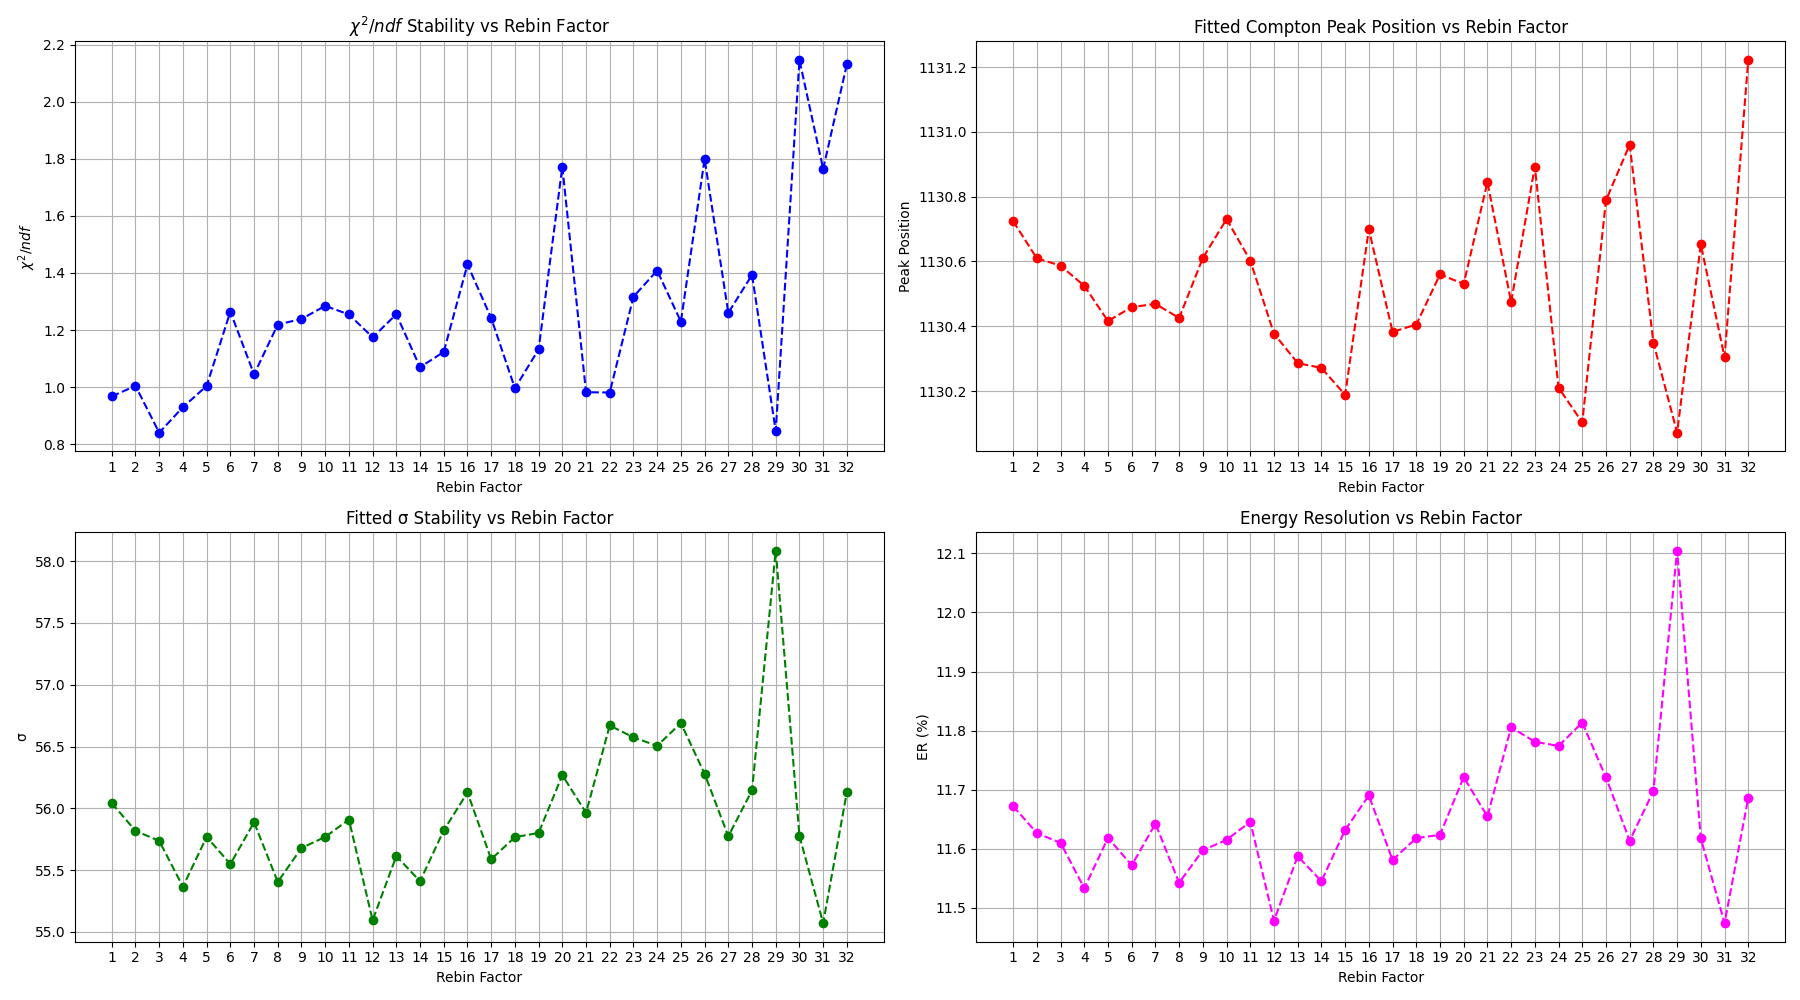 χ²/ndf Stability vs Rebin Factor
2.2
2.0
1.8
1.6
1.4
1.2
1.0
0.8
χ²/ndf
1 2 3 4 5 6 7 8 9 10 11 12 13 14 15 16 17 18 19 20 21 22 23 24 25 26 27 28 29 30 31 32
Rebin Factor
Fitted Compton Peak Position vs Rebin Factor
1131.2
1131.0
1130.8
1130.6
1130.4
1130.2
Peak Position
1 2 3 4 5 6 7 8 9 10 11 12 13 14 15 16 17 18 19 20 21 22 23 24 25 26 27 28 29 30 31 32
Rebin Factor
Fitted σ Stability vs Rebin Factor
58.0
57.5
57.0
56.5
56.0
55.5
55.0
σ
1 2 3 4 5 6 7 8 9 10 11 12 13 14 15 16 17 18 19 20 21 22 23 24 25 26 27 28 29 30 31 32
Rebin Factor
Energy Resolution vs Rebin Factor
12.1
12.0
11.9
11.8
11.7
11.6
11.5
ER (%)
1 2 3 4 5 6 7 8 9 10 11 12 13 14 15 16 17 18 19 20 21 22 23 24 25 26 27 28 29 30 31 32
Rebin Factor